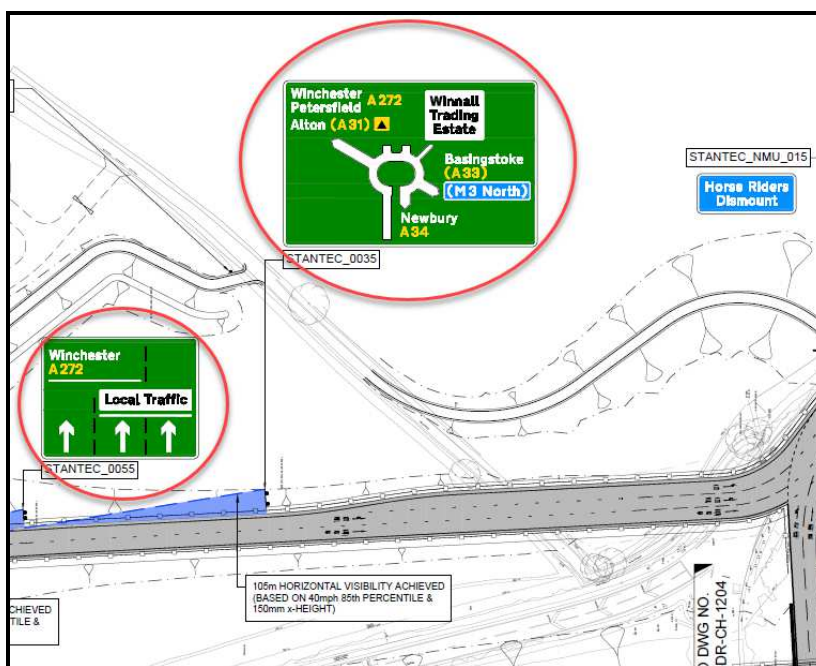 Winchester
Petersfield A272
Alton (A31)
Winnall
Trading
Estate
Basingstoke
(A33)
(M3 North)
Newbury
A34
STANTEC_NMU_015
Horse Riders
Dismount
STANTEC_0035
Winchester
A272
Local Traffic
STANTEC_0055
105m HORIZONTAL VISIBILITY ACHIEVED
(BASED ON 40mph 85th PERCENTILE &
150mm x-HEIGHT)
CHIEVED
TILE &
DWG NO.
DR-CH-1204,